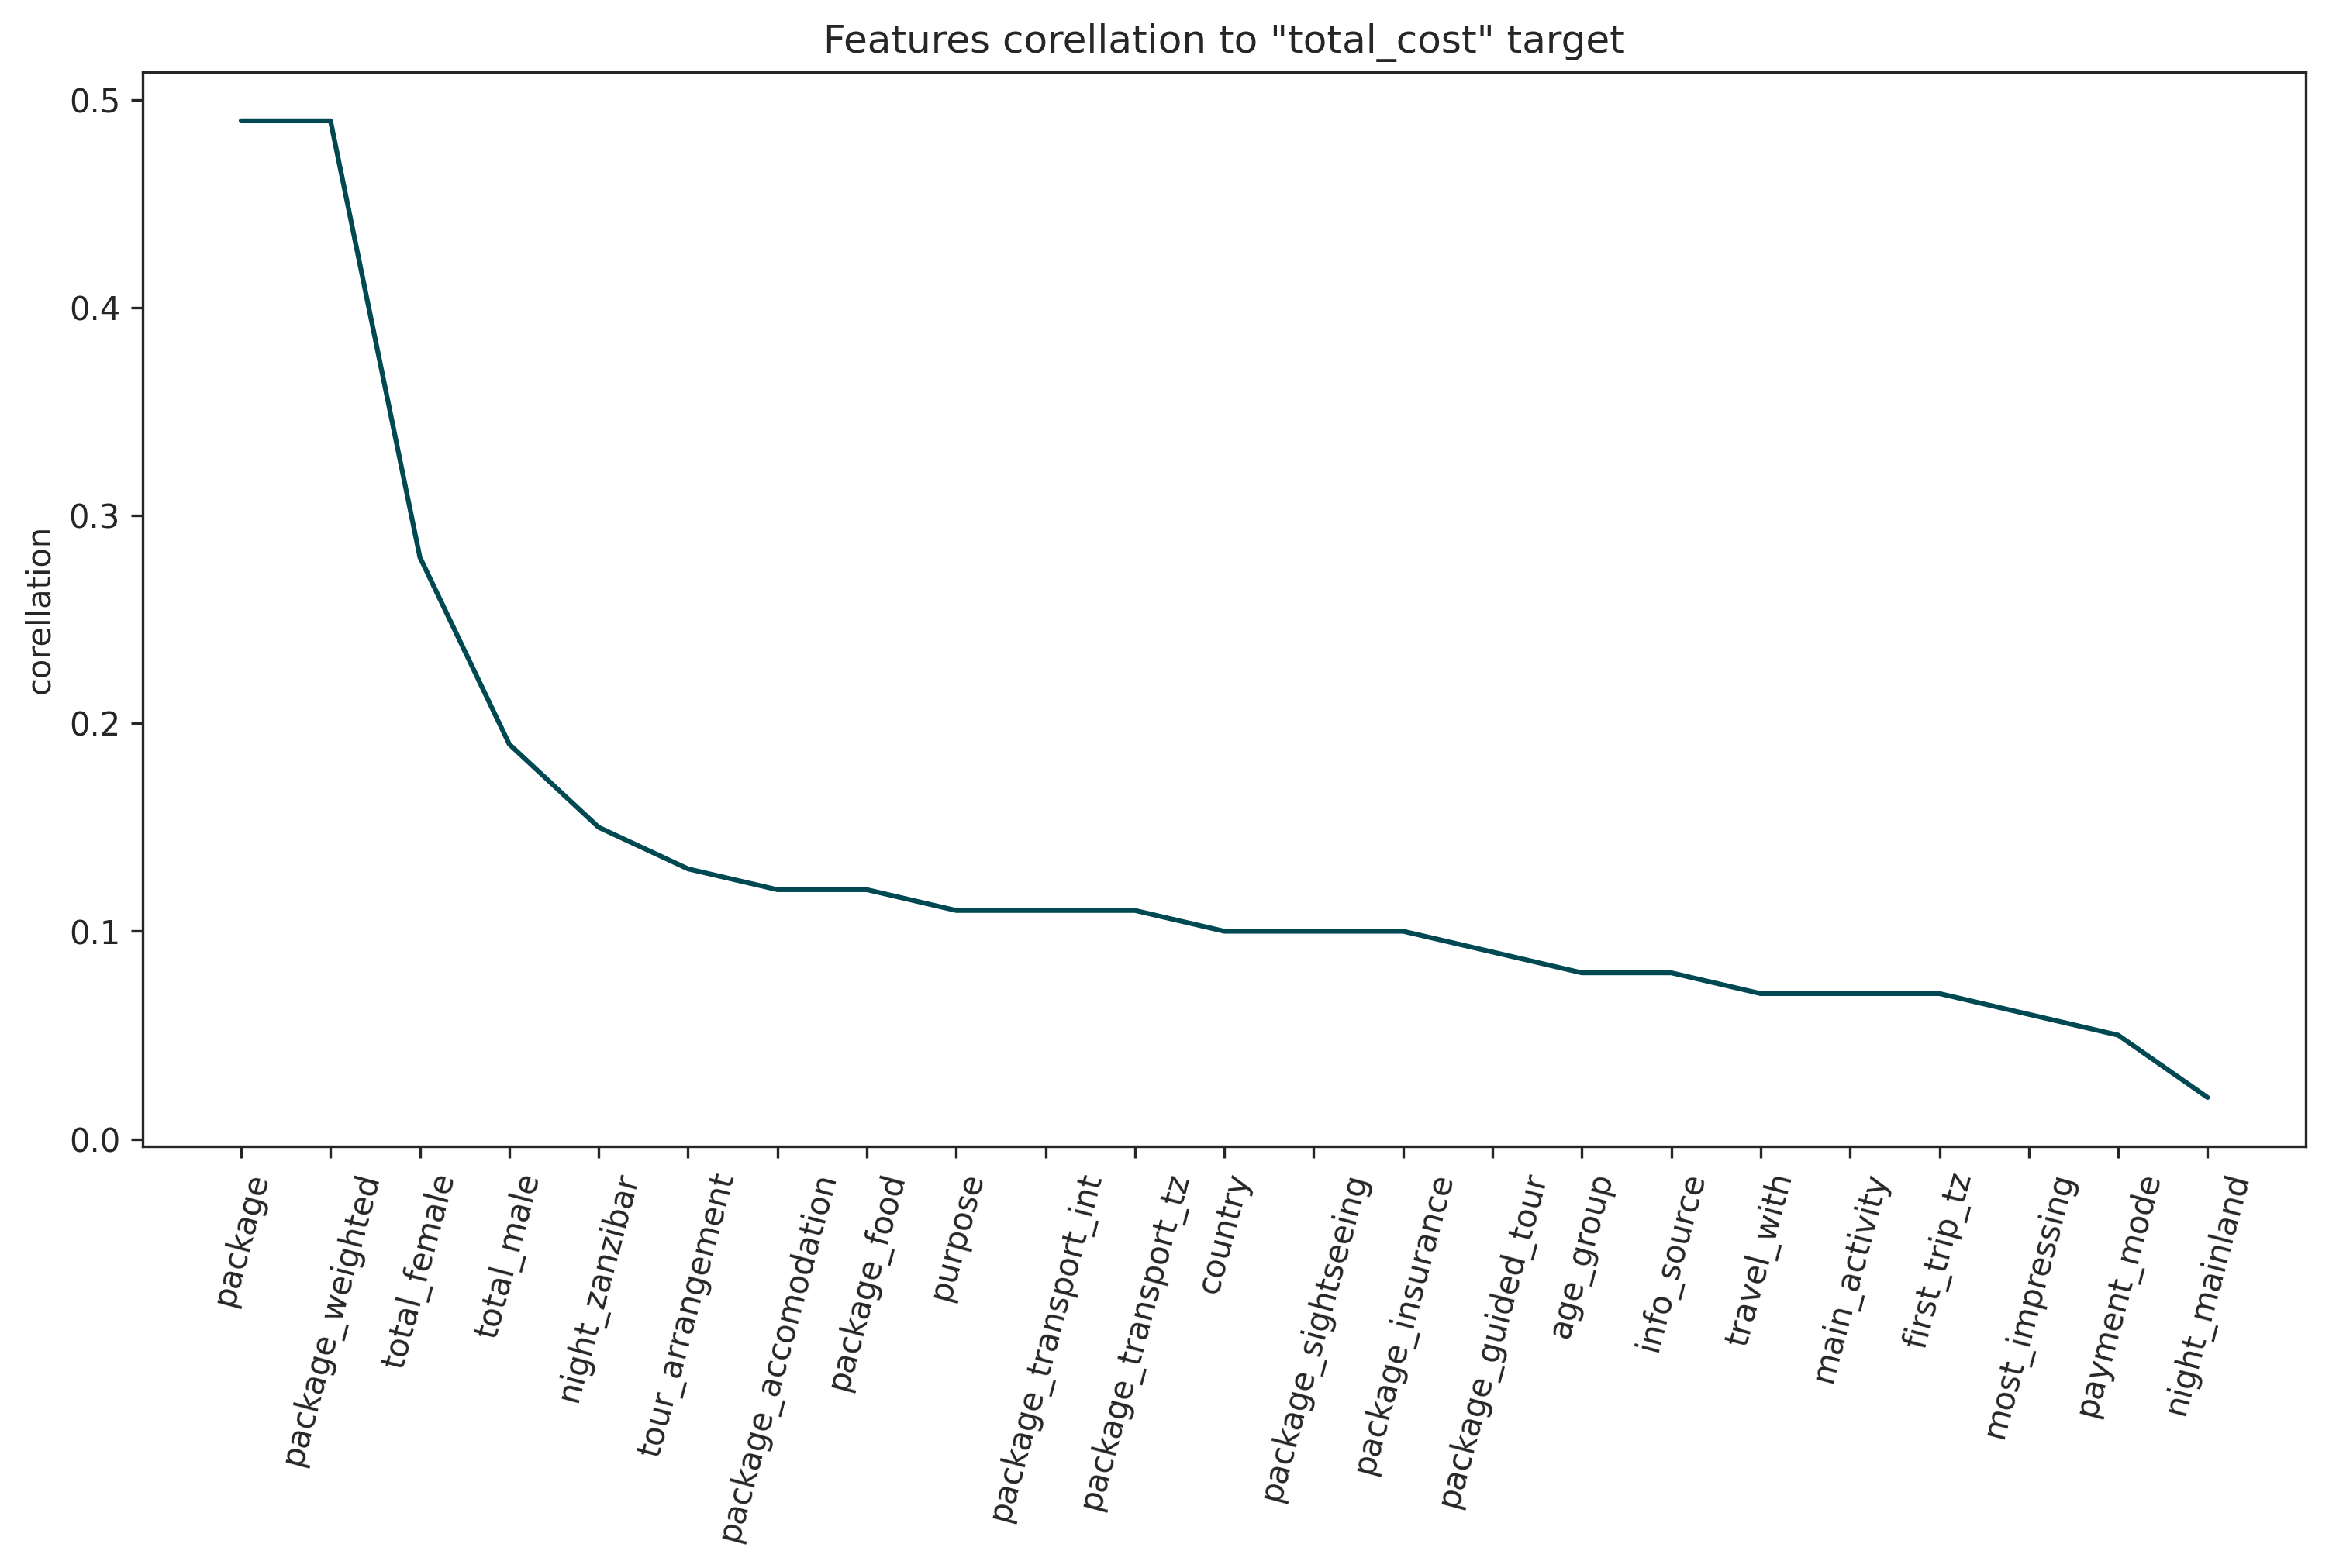 Features corellation to "total_cost" target
corellation
0.5
0.4
0.3
0.2
0.1
0.0
package
package_weighted
total_female
total_male
night_zanzibar
tour_arrangement
package_accomodation
package_food
purpose
package_transport_int
package_transport_tz
country
package_sightseeing
package_insurance
package_guided_tour
age_group
info_source
travel_with
main_activity
first_trip_tz
most_impressing
payment_mode
night_mainland